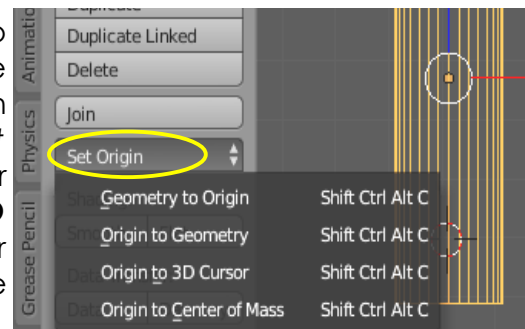 Duplicate
Duplicate Linked
Delete
Join
Set Origin
Geometry to Origin Shift Ctrl Alt C
Origin to Geometry Shift Ctrl Alt C
Origin to 3D Cursor Shift Ctrl Alt C
Origin to Center of Mass Shift Ctrl Alt C
Animatio
Physics
Grease Pencil